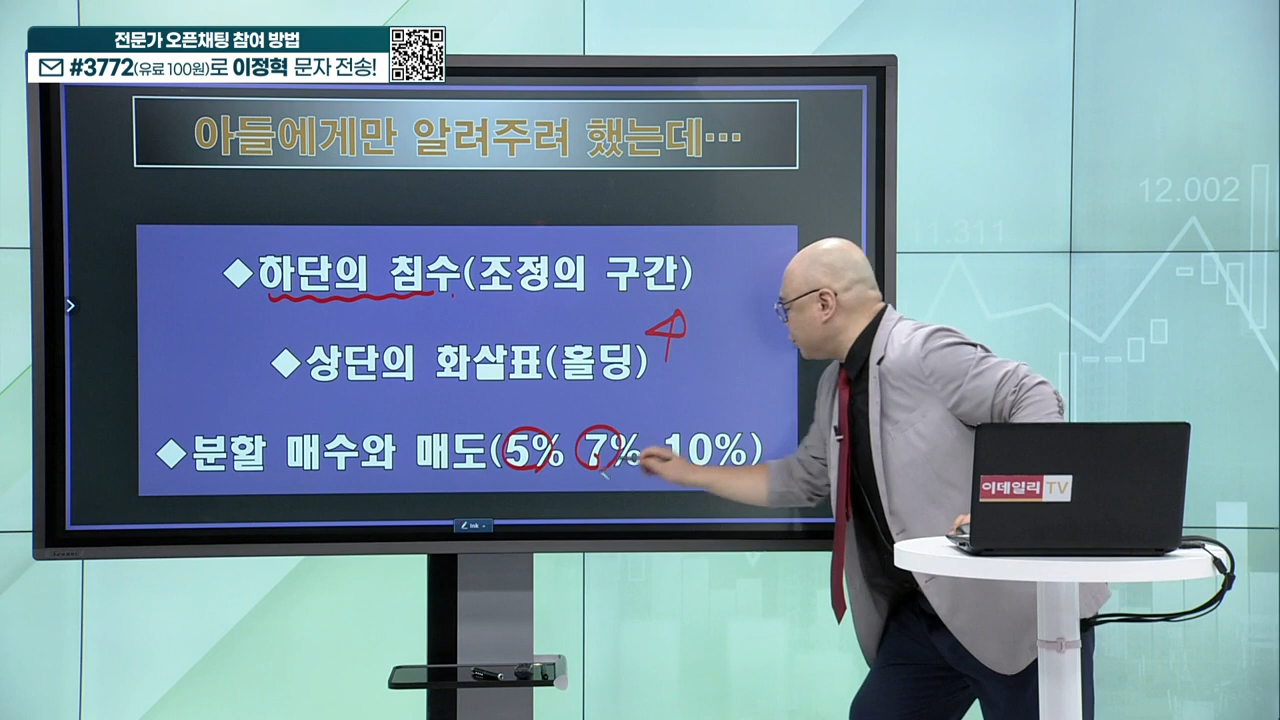 전문가 오픈채팅 참여 방법
#3772(유료 100원)로 이정혁 문자 전송!
아들에게만 알려주려 했는데…
◆하단의 침수(조정의 구간)
◆상단의 화살표(홀딩)
◆분할 매수와 매도(5% 7% 10%)
Ink
이데일리 TV
12.002
11.311